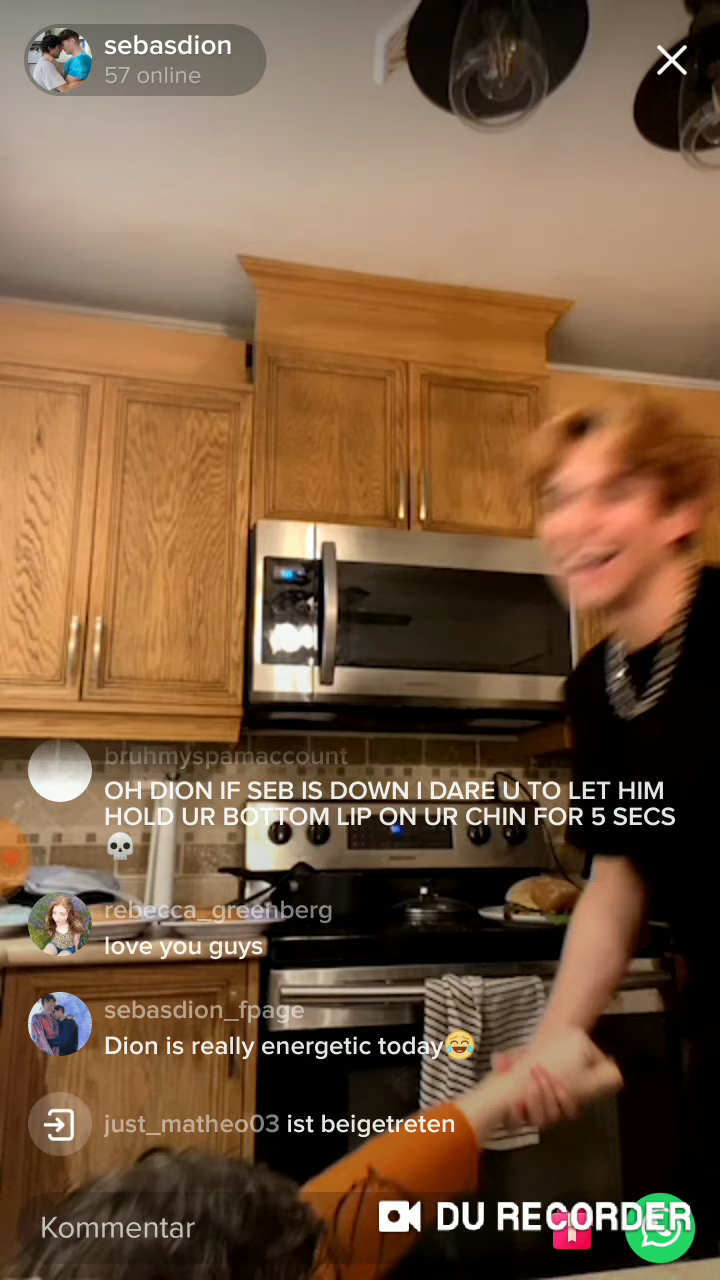 sebasdion
57 online
bruhmyspamaccount
OH DION IF SEB IS DOWN I DARE U TO LET HIM
HOLD UR BOTTOM LIP ON UR CHIN FOR 5 SECS
💀
rebecca_greenberg
love you guys
sebasdion_fpage
Dion is really energetic today😂
just_matheo03 ist beigetreten
Kommentar
DU RECORDER